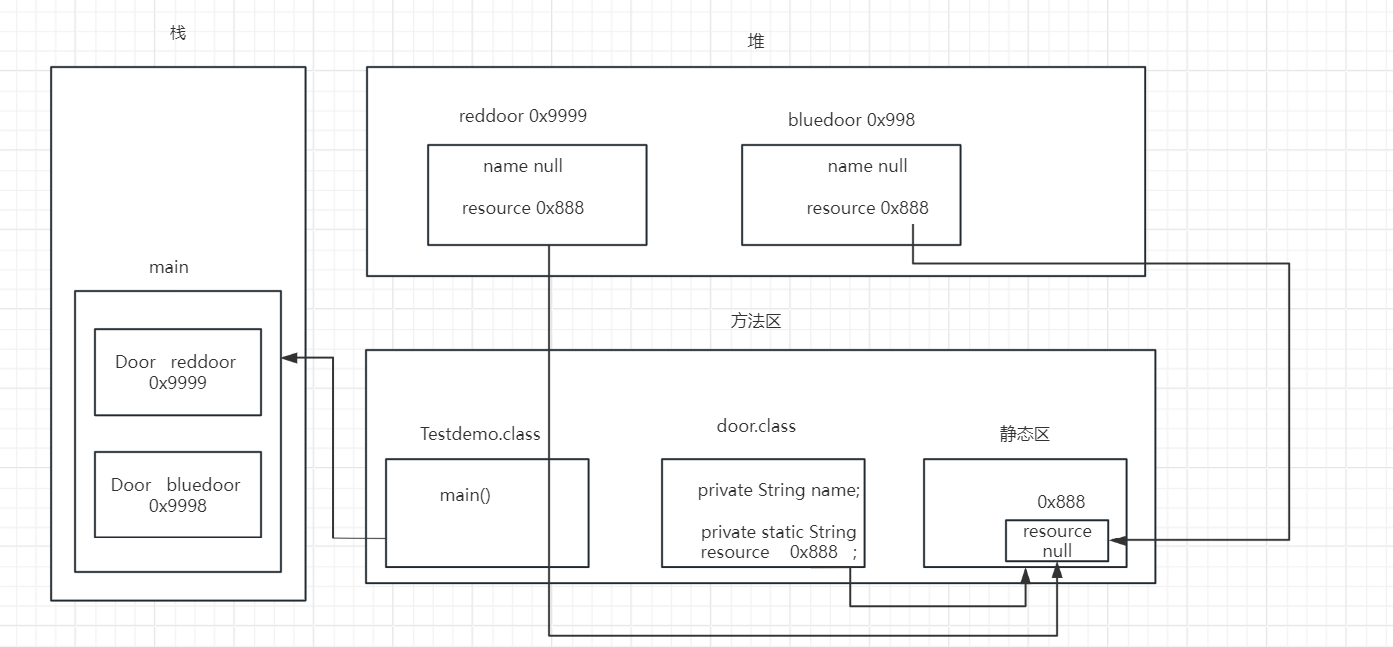 栈
堆
reddoor 0x9999
bluedoor 0x998
name null
resource 0x888
name null
resource 0x888
main
Door reddoor
0x9999
Door bluedoor
0x9998
方法区
Testdemo.class
main()
door.class
private String name;
private static String
resource 0x888 ;
静态区
0x888
resource
null